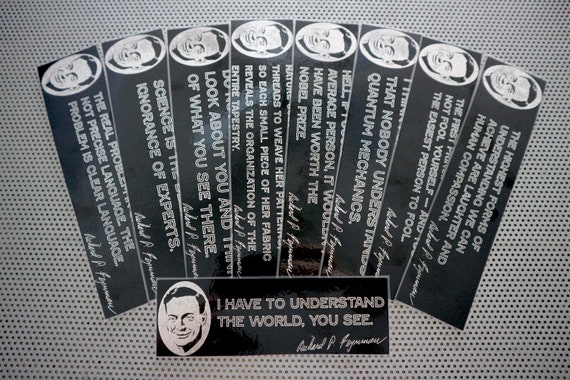 THE REAL PROBLEM
NOT PRECISE LANGUAGE. THE
PROBLEM IS CLEAR LANGUAGE.
Richard P. Feynman
SCIENCE IS THE
IGNORANCE OF EXPERTS.
Richard P. Feynman
LOOK ABOUT YOU AND THINK
OF WHAT YOU SEE THERE.
NATURE
THREADS TO WEAVE HER PATTERN
SO EACH SMALL PIECE OF HER FABRIC
REVEALS THE ORGANIZATION OF THE
ENTIRE TAPESTRY.
Richard P. Feynman
HELL, IF
AVERAGE PERSON, IT WOULD
HAVE BEEN WORTH THE
NOBEL PRIZE.
Richard P. Feynman
THAT NOBODY UNDERSTANDS
QUANTUM MECHANICS.
Richard P. Feynman
THE FIRST
NOT FOOL YOURSELF —
THE EASIEST PERSON TO FOOL.
Richard P. Feynman
THE HIGHEST FORMS OF
UNDERSTANDING WE CAN
ACHIEVE ARE LAUGHTER AND
HUMAN COMPASSION.
Richard P. Feynman
I HAVE TO UNDERSTAND
THE WORLD, YOU SEE.
Richard P. Feynman